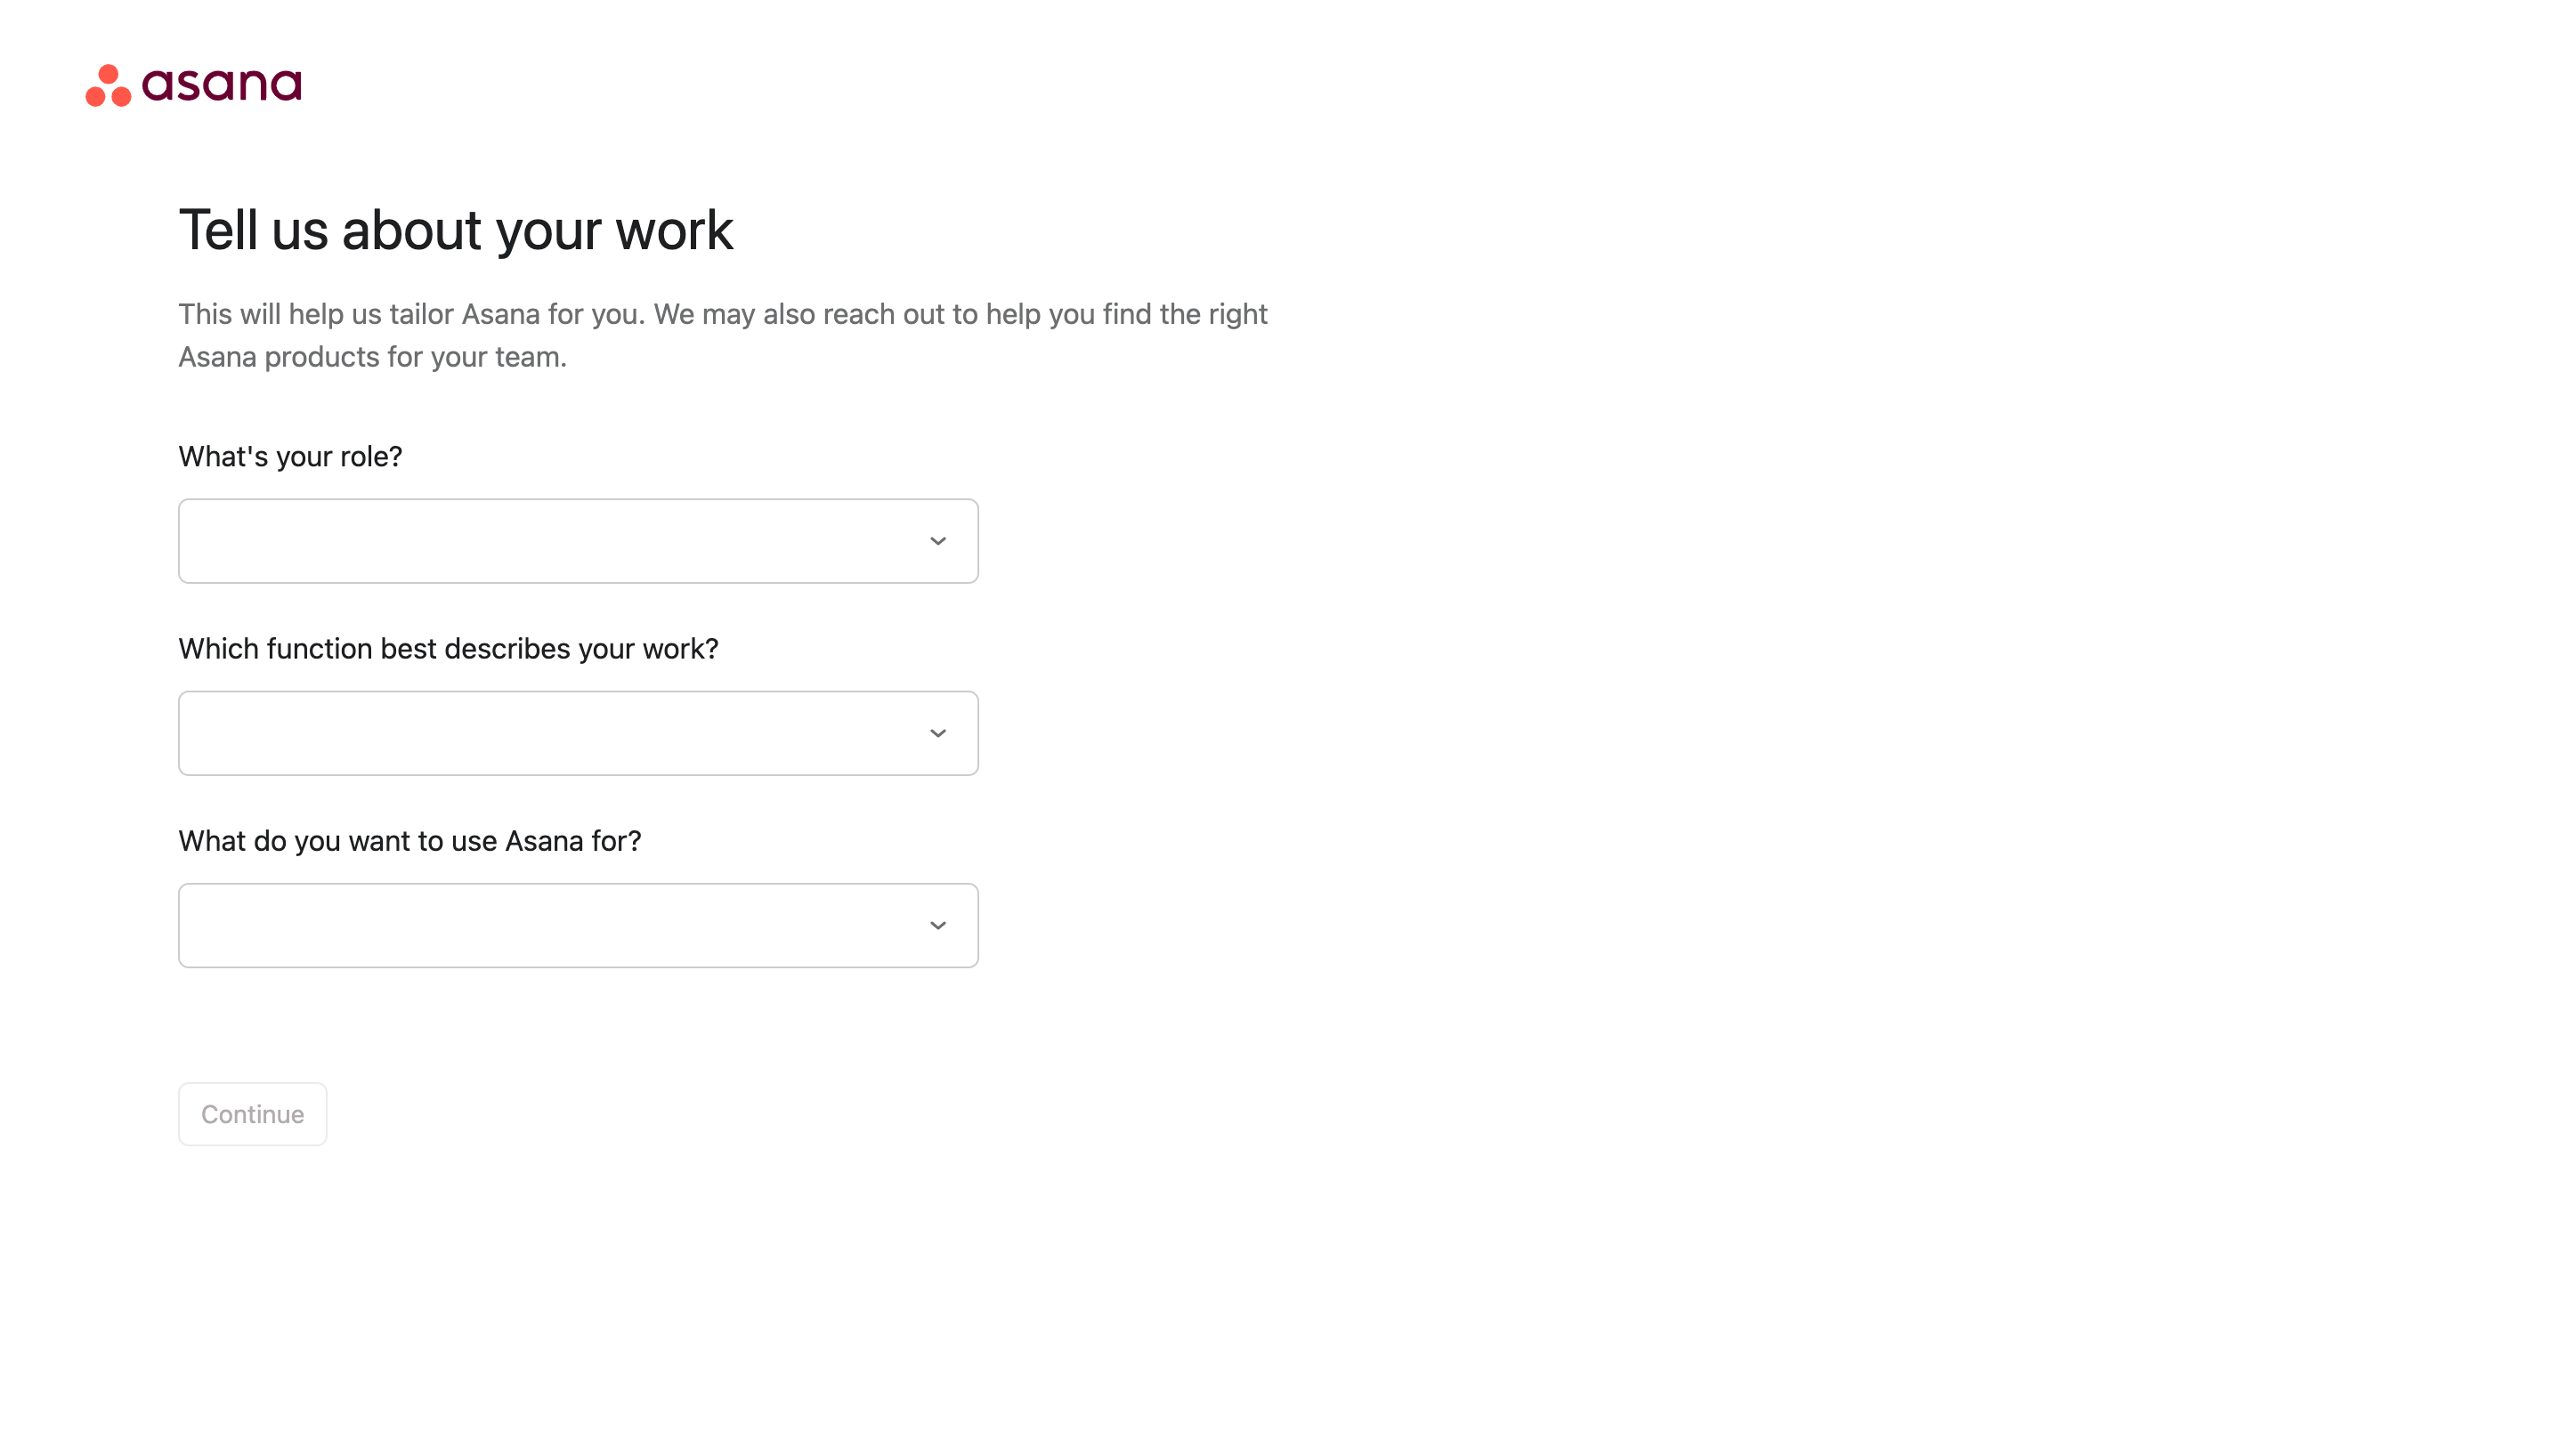 asana
Tell us about your work
This will help us tailor Asana for you. We may also reach out to help you find the right
Asana products for your team.
What's your role?
Which function best describes your work?
What do you want to use Asana for?
Continue